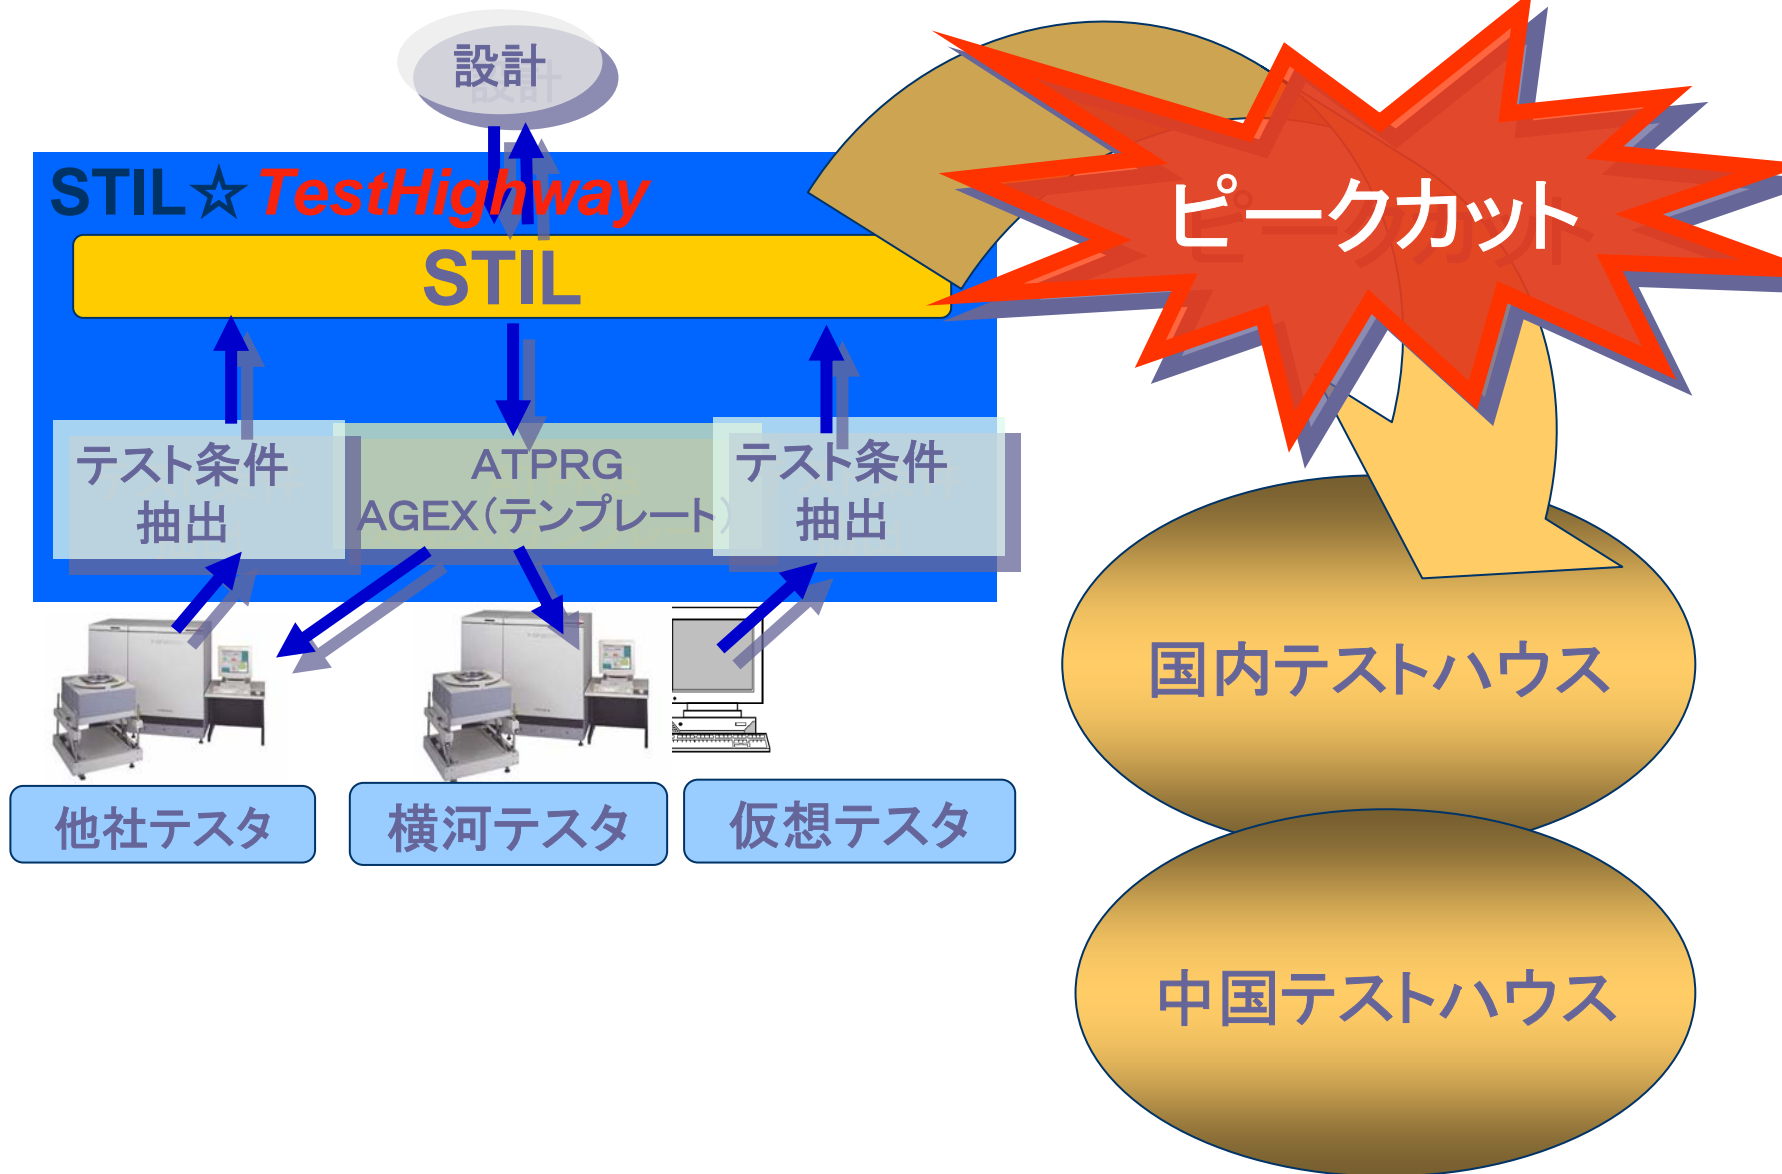 設計
STIL☆TestHighway
ピークカット
STIL
テスト条件
抽出
ATPRG
AGEX(テンプレート)
テスト条件
抽出
国内テストハウス
他社テスタ
横河テスタ
仮想テスタ
中国テストハウス